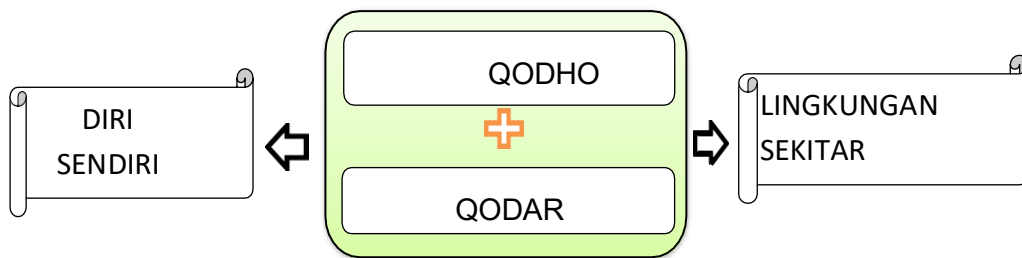 DIRI
SENDIRI
QODHO
QODAR
LINGKUNGAN
SEKITAR